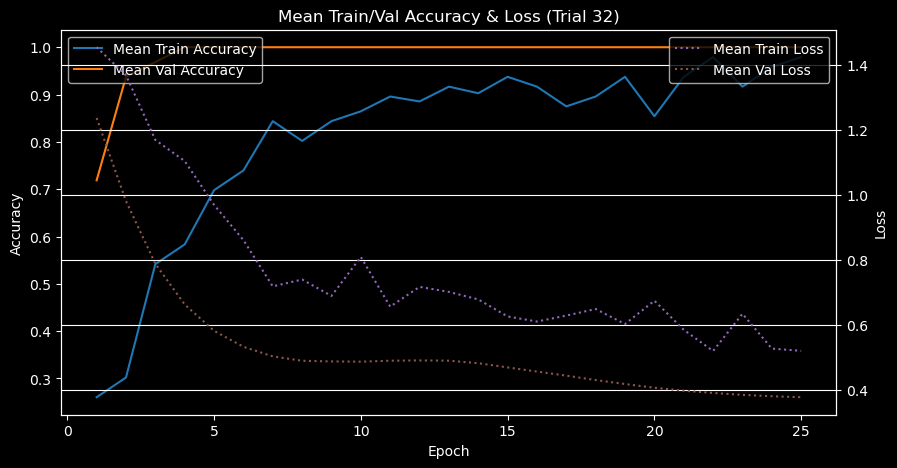 Mean Train/Val Accuracy & Loss (Trial 32)
Mean Train Accuracy
Mean Val Accuracy
Mean Train Loss
Mean Val Loss
Accuracy
1.0
0.9
0.8
0.7
0.6
0.5
0.4
0.3
1.4
1.2
1.0
0.8
0.6
0.4
Loss
0
5
10
15
20
25
Epoch